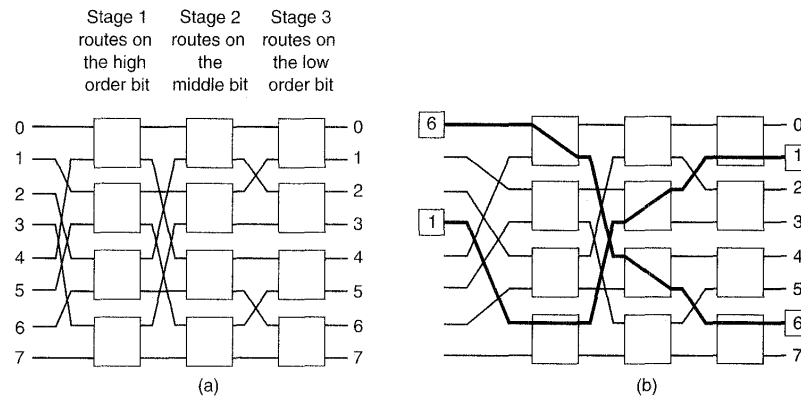 Stage 1 Stage 2 Stage 3
routes on routes on routes on
the high the the low
order bit middle bit order bit
0 0
1 1
2 2
3 3
4 4
5 5
6 6
7 7
(a)
6 0
1
2
1 3
4
5
6
7
(b)